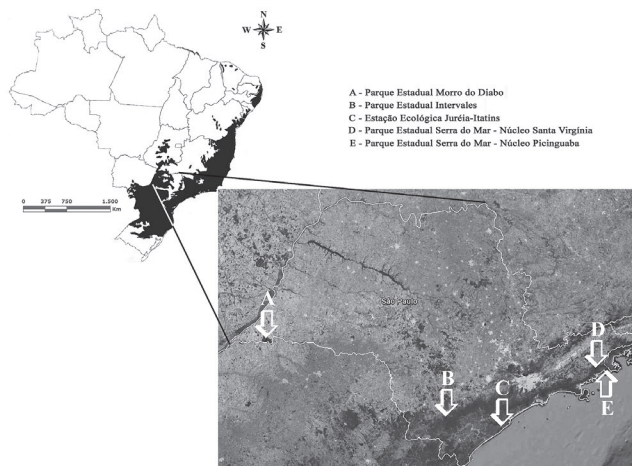 N
W E
S
A - Parque Estadual Morro do Diabo
B - Parque Estadual Intervales
C - Estação Ecológica Juréia-Itatins
D - Parque Estadual Serra do Mar - Núcleo Santa Virgínia
E - Parque Estadual Serra do Mar - Núcleo Picinguaba
0 375 750 1.500
Km
São Paulo
A
D
B
C
E